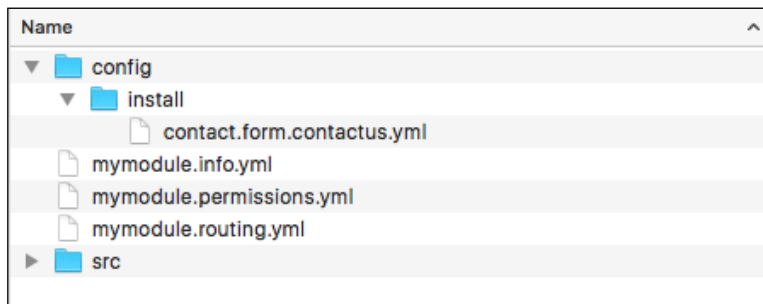 Name
config
install
contact.form.contactus.yml
mymodule.info.yml
mymodule.permissions.yml
mymodule.routing.yml
src